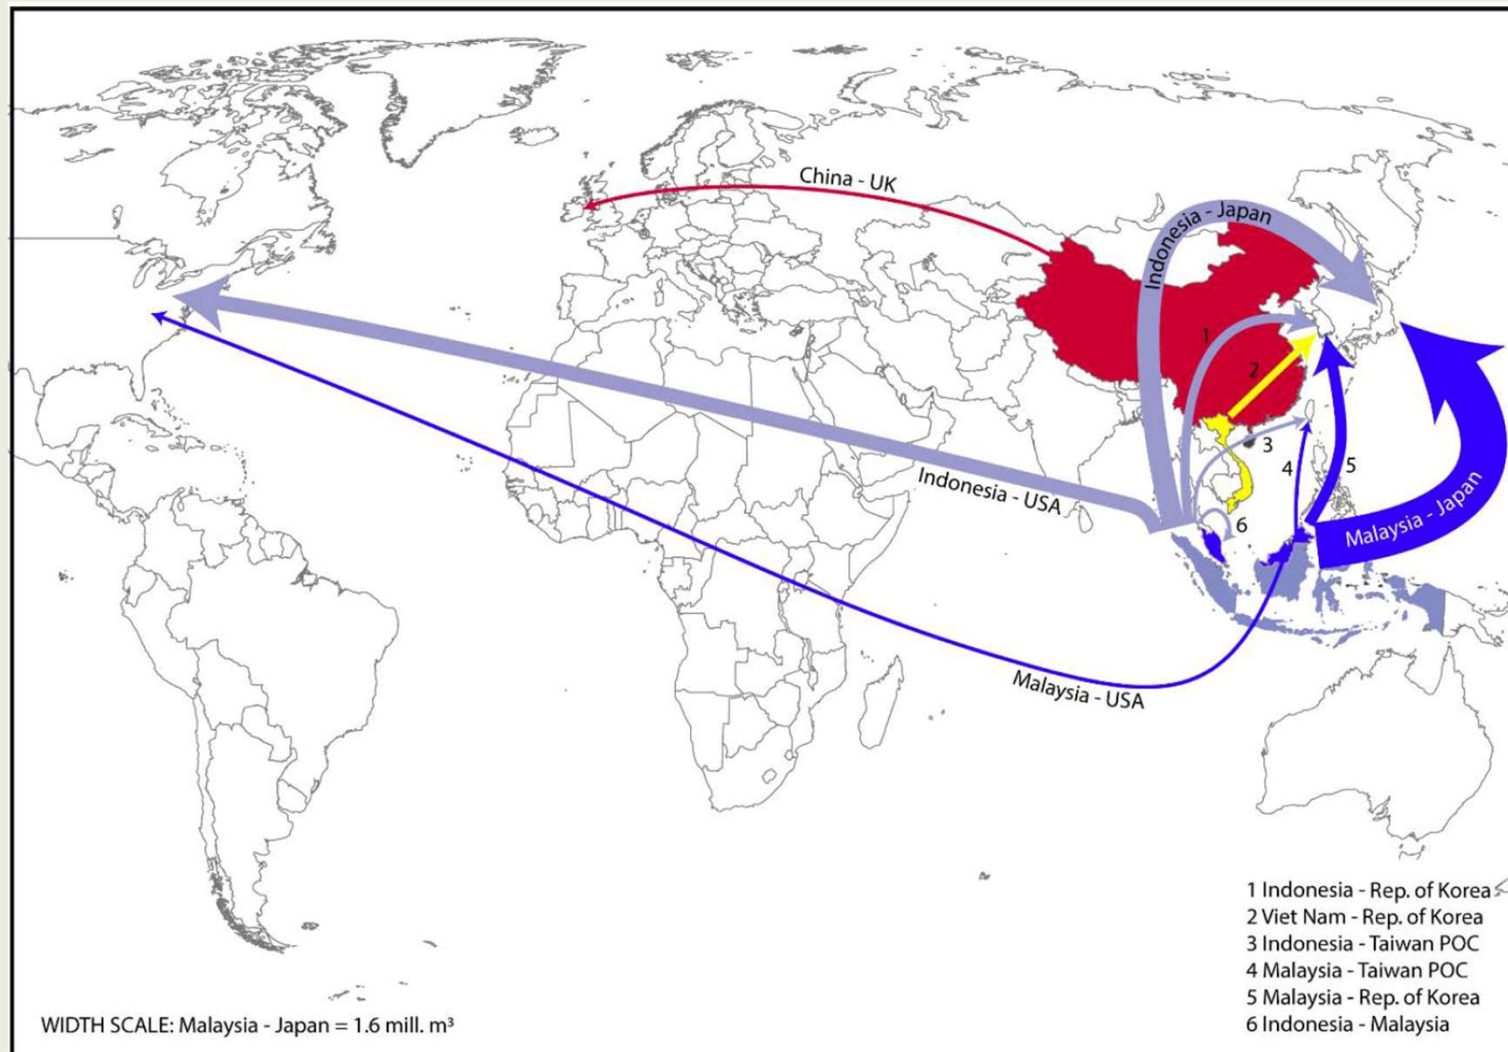 China - UK
Indonesia - Japan
1
2
3
4
5
6
Indonesia - USA
Malaysia - Japan
Malaysia - USA
1 Indonesia - Rep. of Korea
2 Viet Nam - Rep. of Korea
3 Indonesia - Taiwan POC
4 Malaysia - Taiwan POC
5 Malaysia - Rep. of Korea
6 Indonesia - Malaysia
WIDTH SCALE: Malaysia - Japan = 1.6 mill. m³